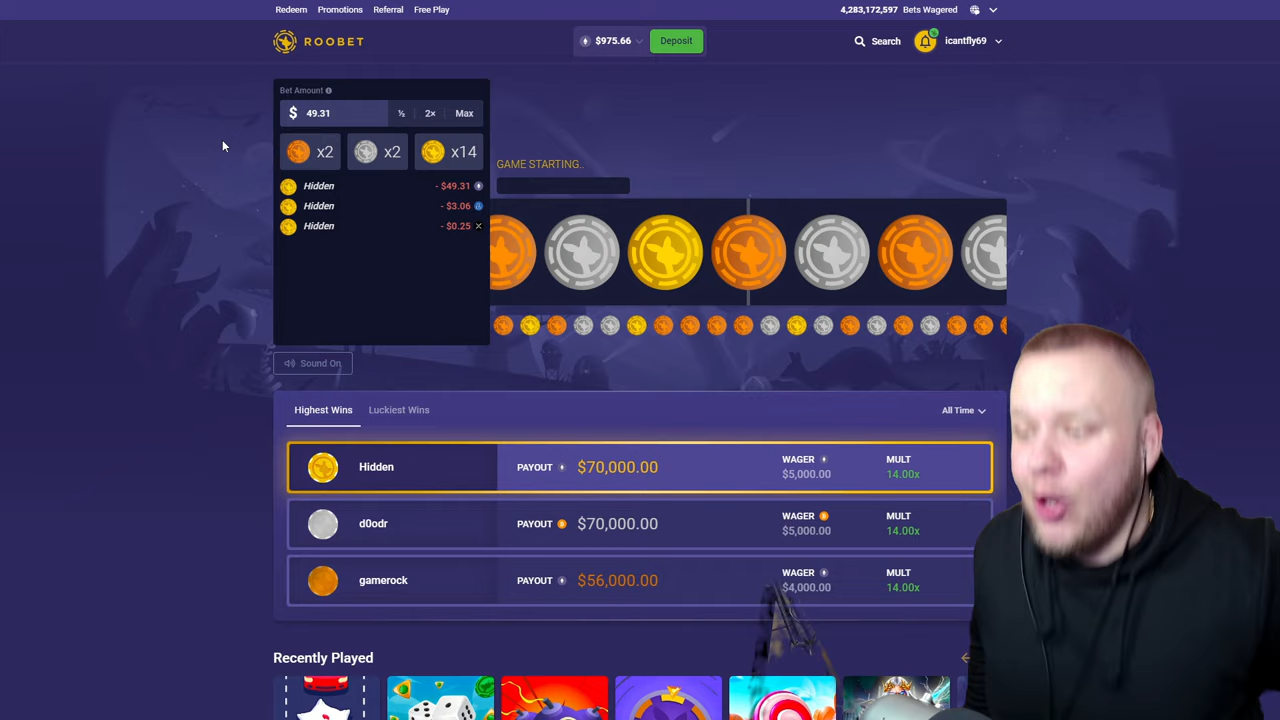 Redeem Promotions Referral Free Play 4,283,172,597 Bets Wagered
ROOBET $975.66 Deposit Search icantfly69
Bet Amount
$ 49.31 ½ 2× Max
x2 x2 x14
Hidden - $49.31
Hidden - $3.06
Hidden - $0.25
GAME STARTING..
Sound On
Highest Wins Luckiest Wins All Time
Hidden PAYOUT $70,000.00 WAGER $5,000.00 MULT 14.00x
d0odr PAYOUT $70,000.00 WAGER $5,000.00 MULT 14.00x
gamerock PAYOUT $56,000.00 WAGER $4,000.00 MULT 14.00x
Recently Played